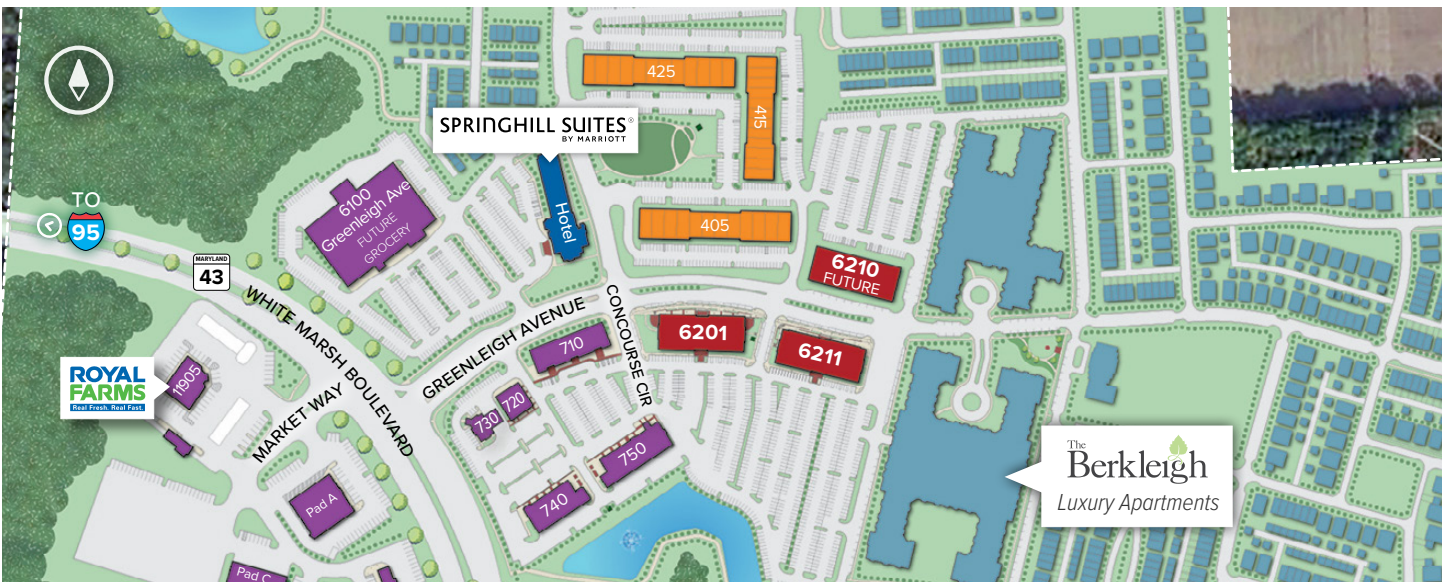 425
415
SPRINGHILL SUITES®
BY MARRIOTT
6100
Greenleigh Ave
FUTURE
GROCERY
Hotel
405
TO
95
MARYLAND
43
6210
FUTURE
WHITE MARSH BOULEVARD
GREENLEIGH AVENUE
CONCOURSE CIR
6201
6211
710
ROYAL
FARMS
Real Fresh. Real Fast.
11905
MARKET WAY
720
730
750
740
The
Berkleigh
Luxury Apartments
Pad A
Pad C